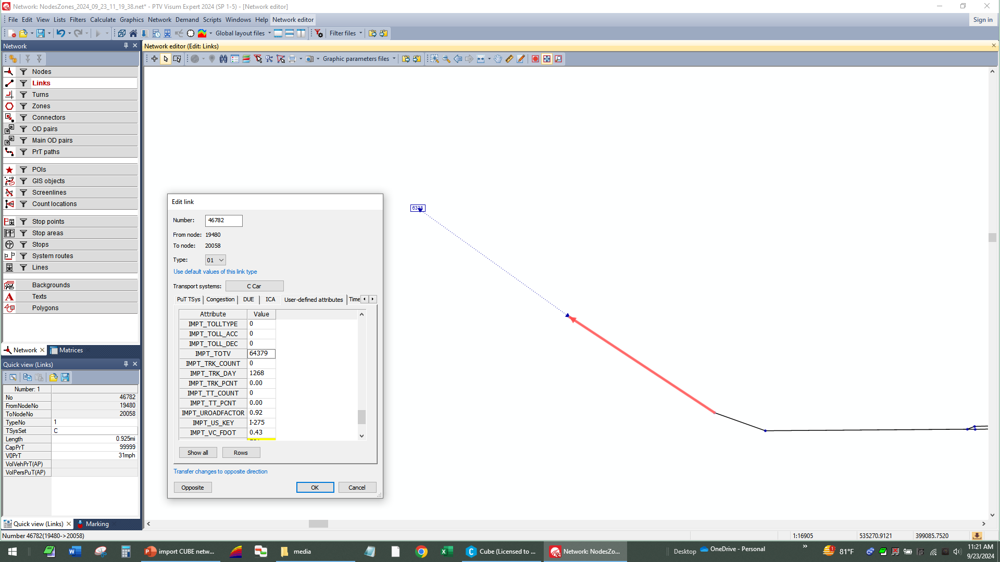 Network: NodesZones_2024_09_23_11_19_38.net* - PTV Visum Expert 2024 (SP 1-5) - [Network editor]
File Edit View Lists Filters Calculate Graphics Network Demand Scripts Windows Help Network editor
Sign in
Global layout files
Filter files
Network
Network editor (Edit: Links)
Graphic parameters files
Nodes
Links
Turns
Zones
Connectors
OD pairs
Main OD pairs
PrT paths
POIs
GIS objects
Screenlines
Count locations
Stop points
Stop areas
Stops
System routes
Lines
Backgrounds
Texts
Polygons
Network
Matrices
Quick view (Links)
Number: 1
No 46782
FromNodeNo 19480
ToNodeNo 20058
TypeNo 1
TSysSet C
Length 0.925mi
CapPrT 99999
V0PrT 31mph
VolVehPrT(AP)
VolPersPuT(AP)
Quick view (Links)
Marking
Edit link
Number: 46782
From node: 19480
To node: 20058
Type: 01
Use default values of this link type
Transport systems: C Car
PuT TSys Congestion DUE ICA User-defined attributes Time
Attribute Value
IMPT_TOLLTYPE 0
IMPT_TOLL_ACC 0
IMPT_TOLL_DEC 0
IMPT_TOTV 64379
IMPT_TRK_COUNT 0
IMPT_TRK_DAY 1268
IMPT_TRK_PCNT 0.00
IMPT_TT_COUNT 0
IMPT_TT_PCNT 0.00
IMPT_UROADFACTOR 0.92
IMPT_US_KEY I-275
IMPT_VC_FDOT 0.43
Show all
Rows
Transfer changes to opposite direction
Opposite
OK
Cancel
Number 46782(19480->20058)
1:16905
535270.9121
399085.7520
import CUBE netw...
media
Cube (Licensed to ...
24
Network: NodesZo...
Desktop
OneDrive - Personal
»
1
81°F
11:21 AM
9/23/2024